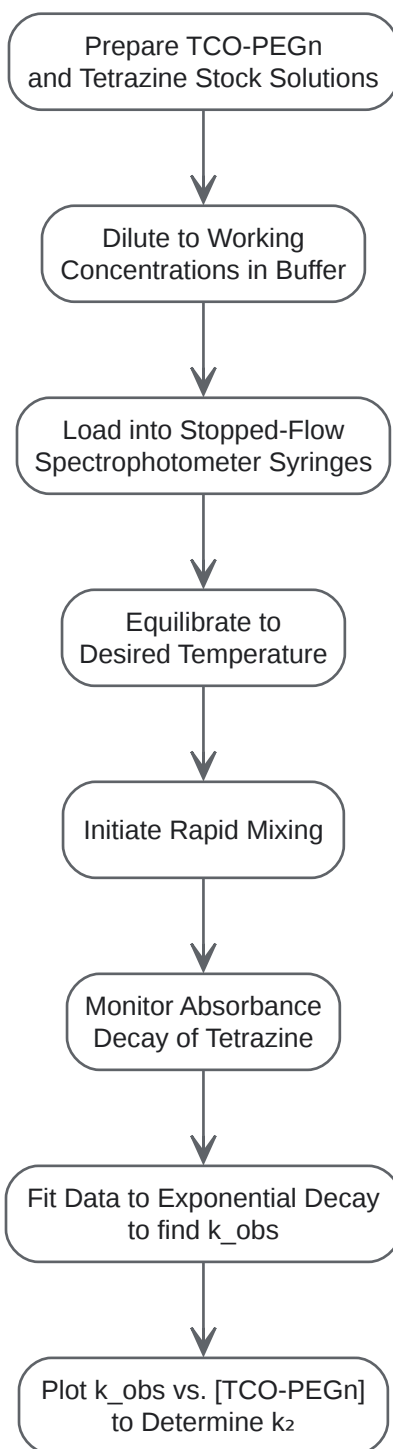 Prepare TCO-PEGn
and Tetrazine Stock Solutions
Dilute to Working
Concentrations in Buffer
Load into Stopped-Flow
Spectrophotometer Syringes
Equilibrate to
Desired Temperature
Initiate Rapid Mixing
Monitor Absorbance
Decay of Tetrazine
Fit Data to Exponential Decay
to find k_obs
Plot k_obs vs. [TCO-PEGn]
to Determine k₂